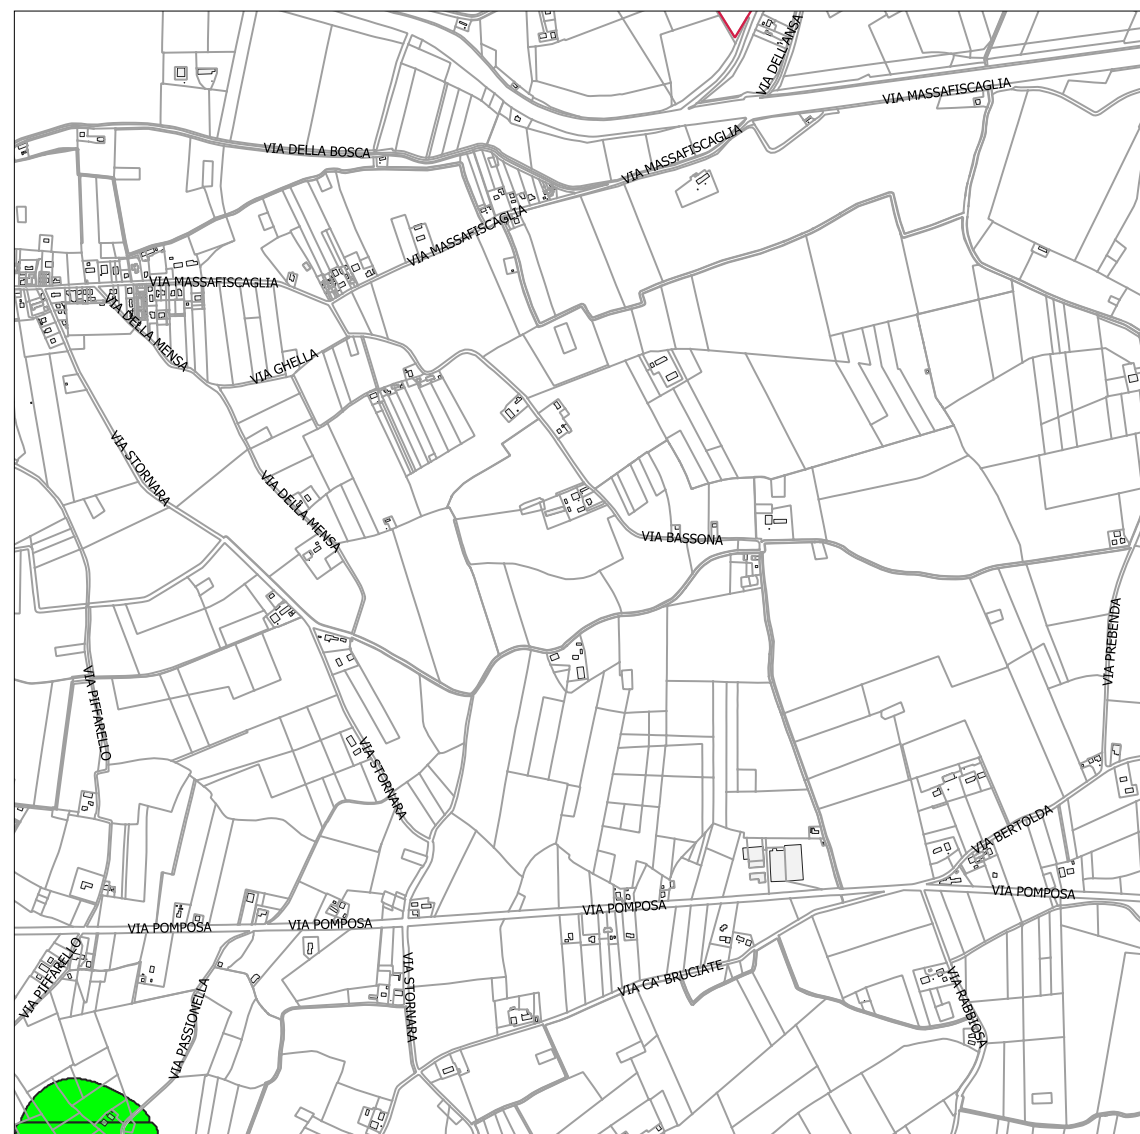 VIA DELL'ANSA
VIA MASSAFISCAGLIA
VIA MASSAFISCAGLIA
VIA DELLA BOSCA
VIA MASSAFISCAGLIA
VIA MASSAFISCAGLIA
VIA DELLA MENSA
VIA GHELLA
VIA STORNARA
VIA DELLA MENSA
VIA BASSONA
VIA PREBENDA
VIA PIFFARELLO
VIA STORNARA
VIA BERTOLDA
VIA POMPOSA
VIA POMPOSA
VIA POMPOSA
VIA POMPOSA
VIA PIFFARELLO
VIA STORNARA
VIA CA' BRUCIATE
VIA RABBIOSA
VIA PASSIONELLA